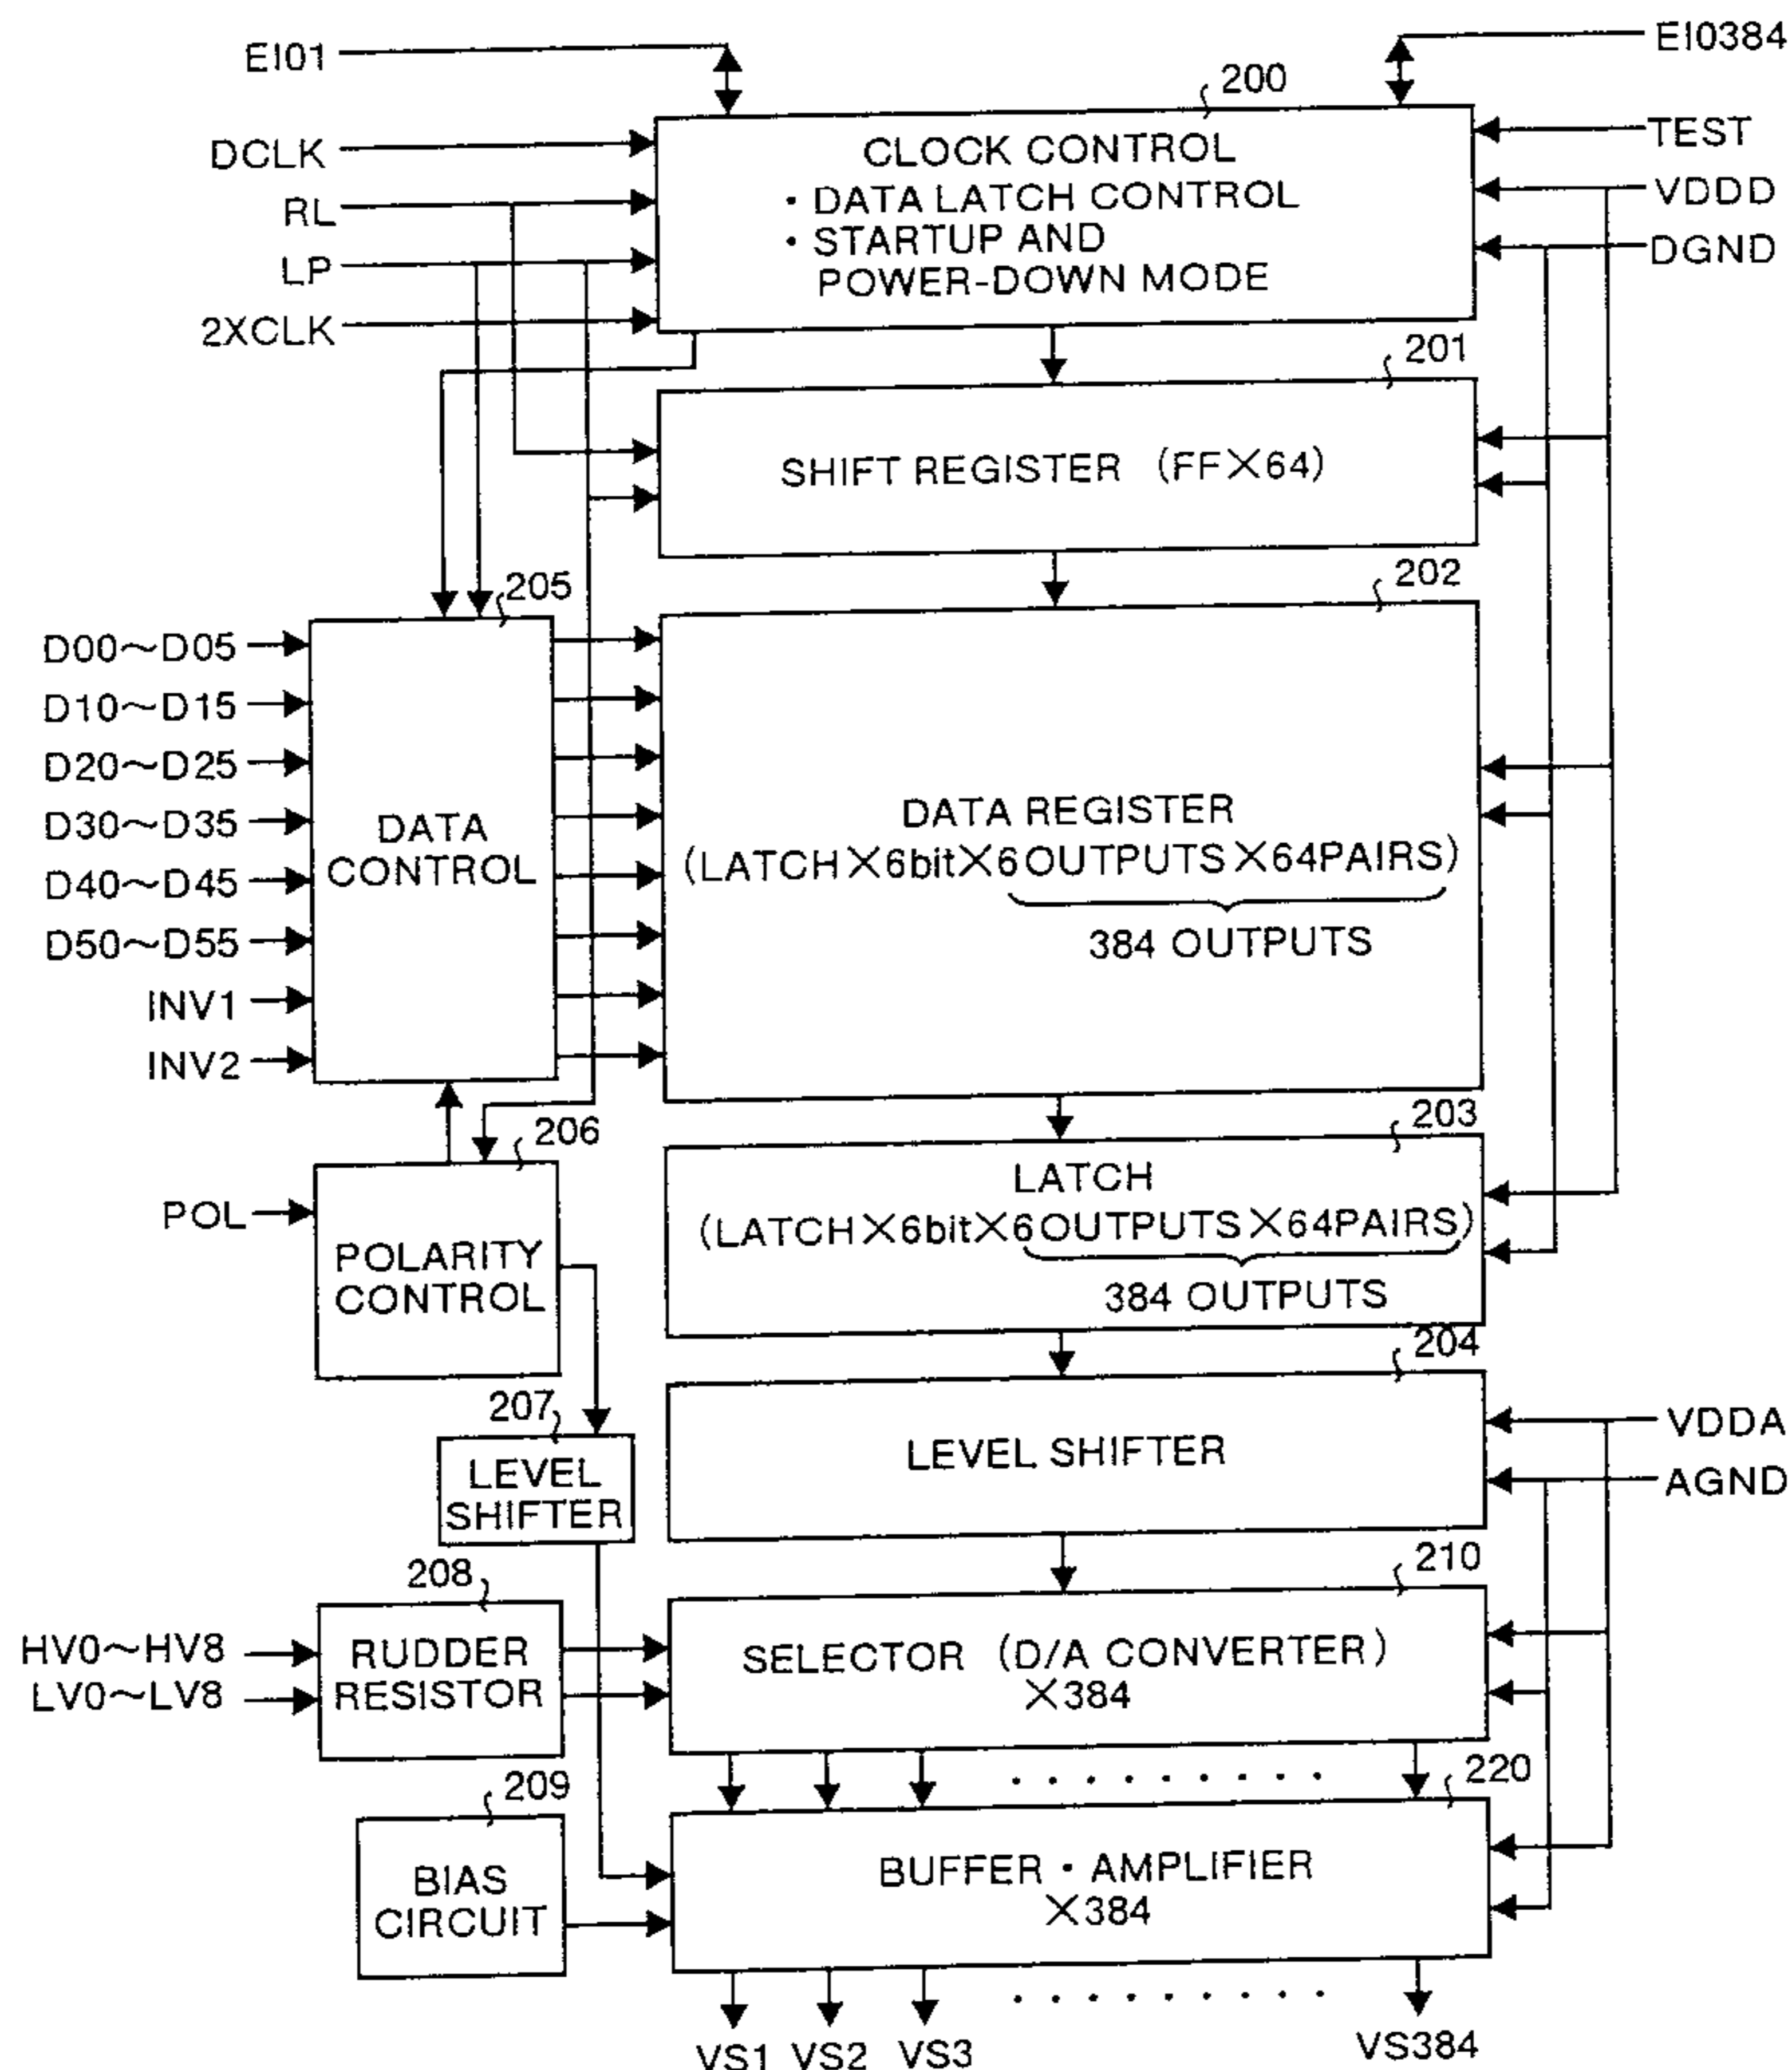 EI01
EI0384
200
DCLK
CLOCK CONTROL
TEST
RL
・DATA LATCH CONTROL
VDDD
LP
・STARTUP AND
POWER-DOWN MODE
DGND
2XCLK
201
SHIFT REGISTER (FF×64)
205
202
D00~D05
D10~D15
D20~D25
D30~D35
D40~D45
D50~D55
INV1
INV2
DATA
CONTROL
DATA REGISTER
(LATCH×6bit×6OUTPUTS×64PAIRS)
384 OUTPUTS
206
203
POL
POLARITY
CONTROL
LATCH
(LATCH×6bit×6OUTPUTS×64PAIRS)
384 OUTPUTS
204
207
LEVEL
SHIFTER
LEVEL SHIFTER
VDDA
AGND
208
210
HV0~HV8
LV0~LV8
RUDDER
RESISTOR
SELECTOR (D/A CONVERTER)
×384
209
220
BIAS
CIRCUIT
BUFFER・AMPLIFIER
×384
VS1 VS2 VS3 VS384